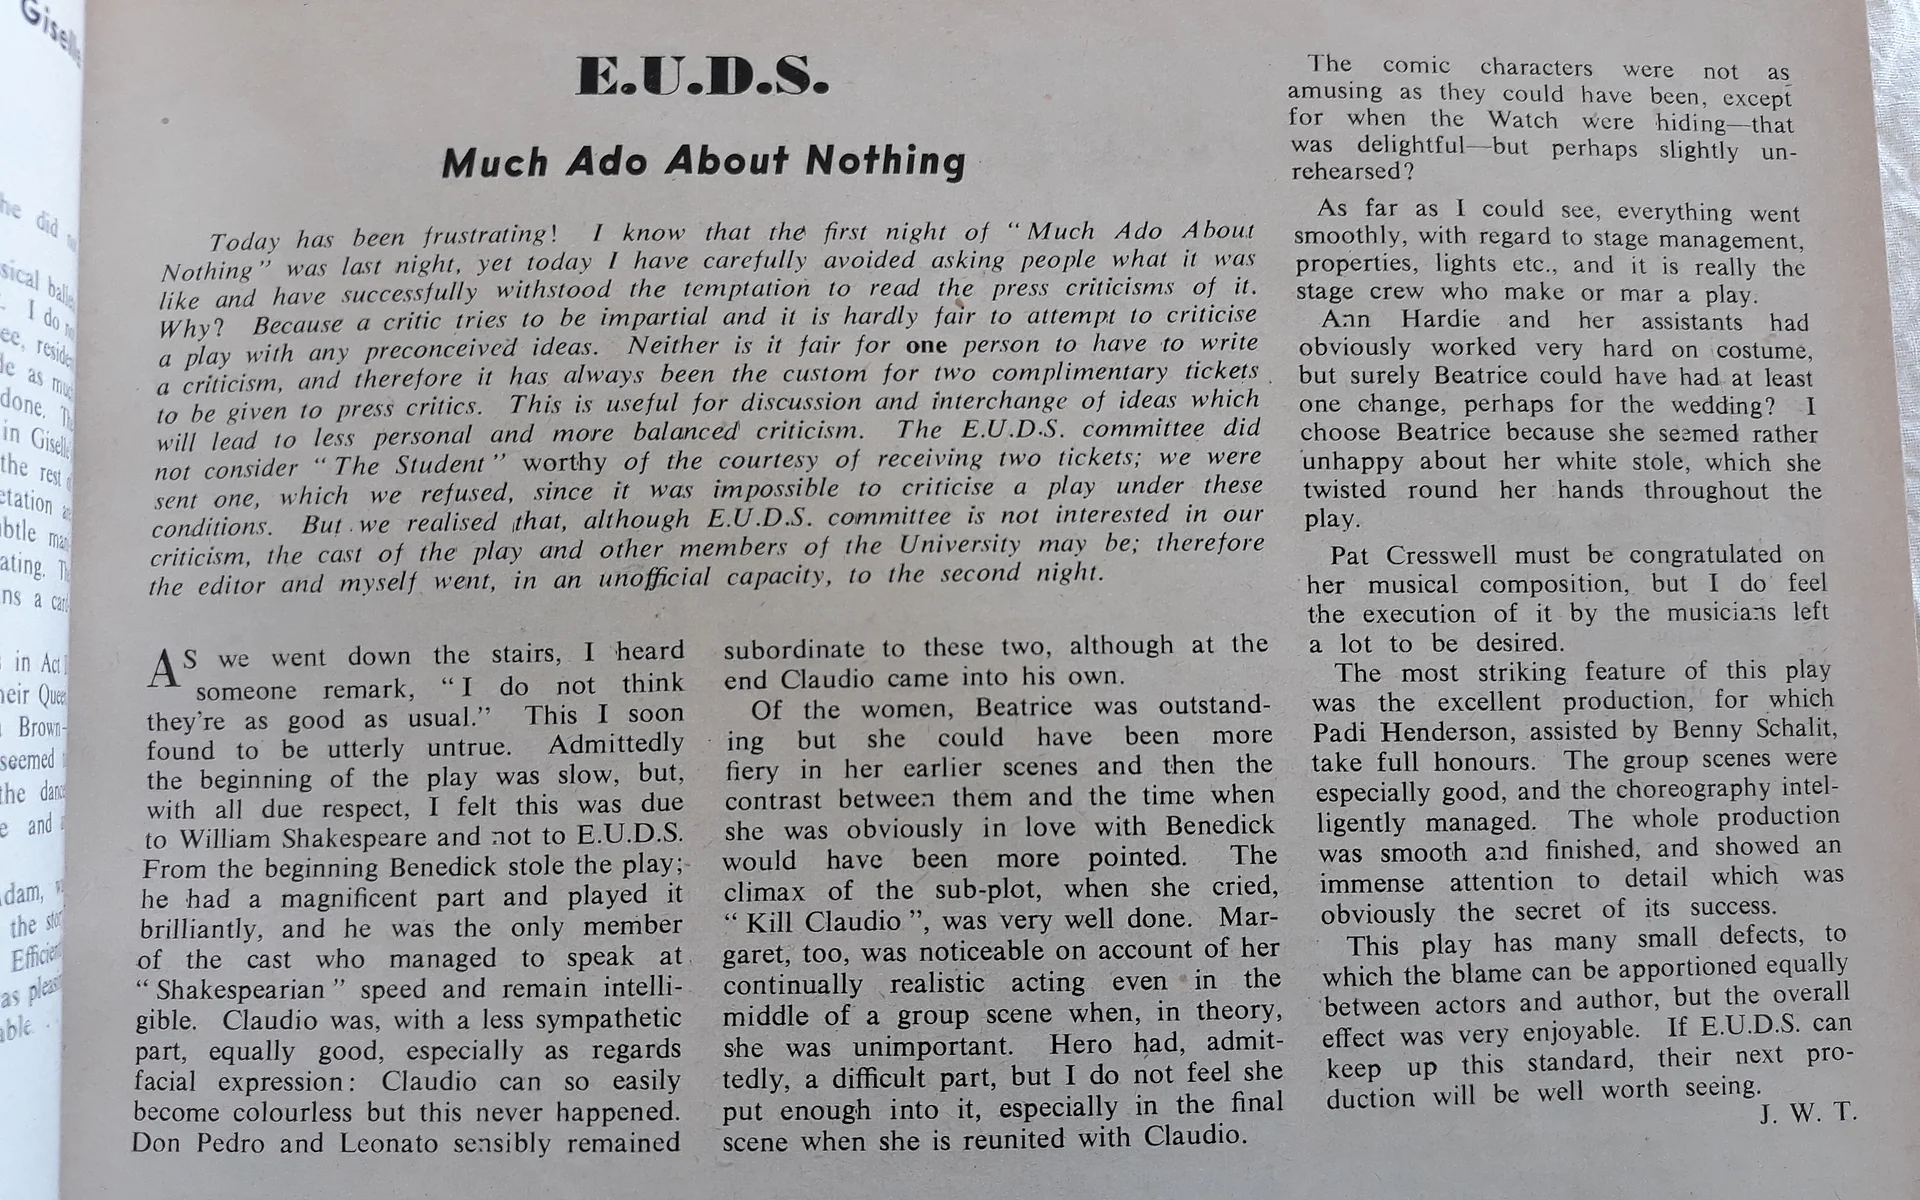 Giselle
he did
I do
done.
in Giselle
the rest
in Act
Brown-
seemed
e and
dam,
the
able.
E.U.D.S.
Much Ado About Nothing
Today has been frustrating! I know that the first night of "Much Ado About
Nothing" was last night, yet today I have carefully avoided asking people what it was
like and have successfully withstood the temptation to read the press criticisms of it.
Why? Because a critic tries to be impartial and it is hardly fair to attempt to criticise
a play with any preconceived ideas. Neither is it fair for one person to have to write
a criticism, and therefore it has always been the custom for two complimentary tickets
to be given to press critics. This is useful for discussion and interchange of ideas which
will lead to less personal and more balanced criticism. The E.U.D.S. committee did
not consider "The Student" worthy of the courtesy of receiving two tickets; we were
sent one, which we refused, since it was impossible to criticise a play under these
conditions. But we realised that, although E.U.D.S. committee is not interested in our
criticism, the cast of the play and other members of the University may be; therefore
the editor and myself went, in an unofficial capacity, to the second night.
AS we went down the stairs, I heard
someone remark, "I do not think
they're as good as usual." This I soon
found to be utterly untrue. Admittedly
the beginning of the play was slow, but,
with all due respect, I felt this was due
to William Shakespeare and not to E.U.D.S.
From the beginning Benedick stole the play;
he had a magnificent part and played it
brilliantly, and he was the only member
of the cast who managed to speak at
"Shakespearian" speed and remain intelli-
gible. Claudio was, with a less sympathetic
part, equally good, especially as regards
facial expression: Claudio can so easily
become colourless but this never happened.
Don Pedro and Leonato sensibly remained
subordinate to these two, although at the
end Claudio came into his own.
Of the women, Beatrice was outstand-
ing but she could have been more
fiery in her earlier scenes and then the
contrast between them and the time when
she was obviously in love with Benedick
would have been more pointed. The
climax of the sub-plot, when she cried,
"Kill Claudio", was very well done. Mar-
garet, too, was noticeable on account of her
continually realistic acting even in the
middle of a group scene when, in theory,
she was unimportant. Hero had, admit-
tedly, a difficult part, but I do not feel she
put enough into it, especially in the final
scene when she is reunited with Claudio.
The comic characters were not as
amusing as they could have been, except
for when the Watch were hiding—that
was delightful—but perhaps slightly un-
rehearsed?
As far as I could see, everything went
smoothly, with regard to stage management,
properties, lights etc., and it is really the
stage crew who make or mar a play.
Ann Hardie and her assistants had
obviously worked very hard on costume,
but surely Beatrice could have had at least
one change, perhaps for the wedding? I
choose Beatrice because she seemed rather
unhappy about her white stole, which she
twisted round her hands throughout the
play.
Pat Cresswell must be congratulated on
her musical composition, but I do feel
the execution of it by the musicians left
a lot to be desired.
The most striking feature of this play
was the excellent production, for which
Padi Henderson, assisted by Benny Schalit,
take full honours. The group scenes were
especially good, and the choreography intel-
ligently managed. The whole production
was smooth and finished, and showed an
immense attention to detail which was
obviously the secret of its success.
This play has many small defects, to
which the blame can be apportioned equally
between actors and author, but the overall
effect was very enjoyable. If E.U.D.S. can
keep up this standard, their next pro-
duction will be well worth seeing.
J. W. T.